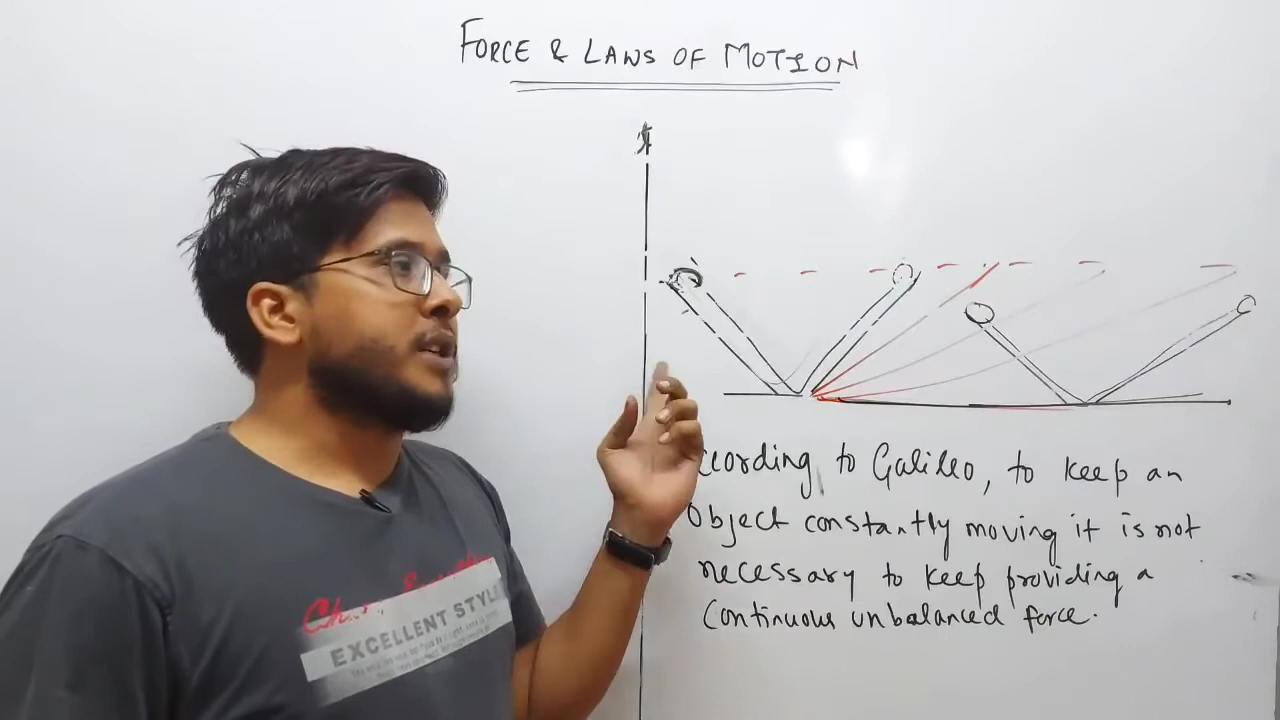 FORCE & LAWS OF MOTION
ccording to Galileo, to keep an
Object constantly moving it is not
necessary to keep providing a
Continuous unbalanced force.
EXCELLENT STYLE